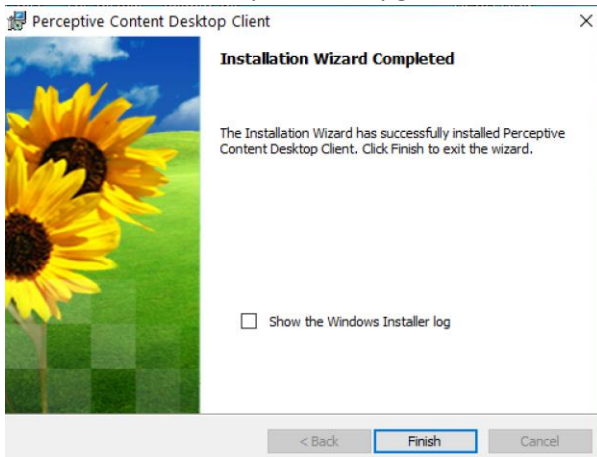 Perceptive Content Desktop Client
Installation Wizard Completed
The Installation Wizard has successfully installed Perceptive
Content Desktop Client. Click Finish to exit the wizard.
Show the Windows Installer log
< Back
Finish
Cancel